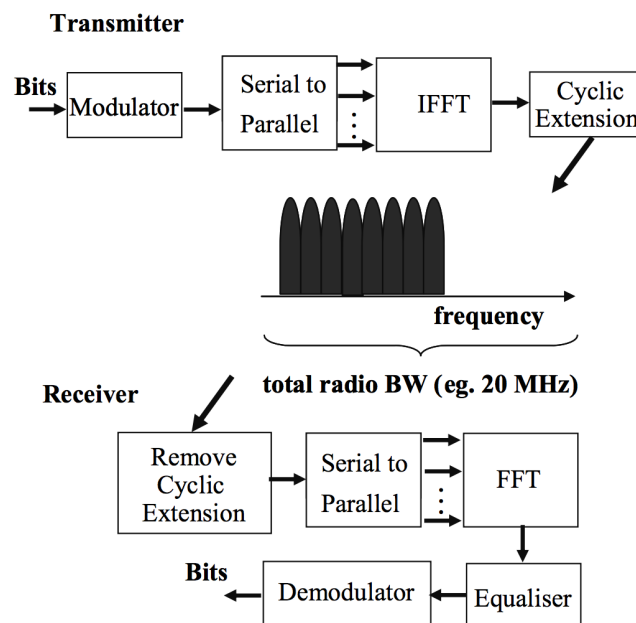 Transmitter
Bits
Modulator
Serial to
Parallel
IFFT
Cyclic
Extension
frequency
total radio BW (eg. 20 MHz)
Receiver
Remove
Cyclic
Extension
Serial to
Parallel
FFT
Bits
Demodulator
Equaliser